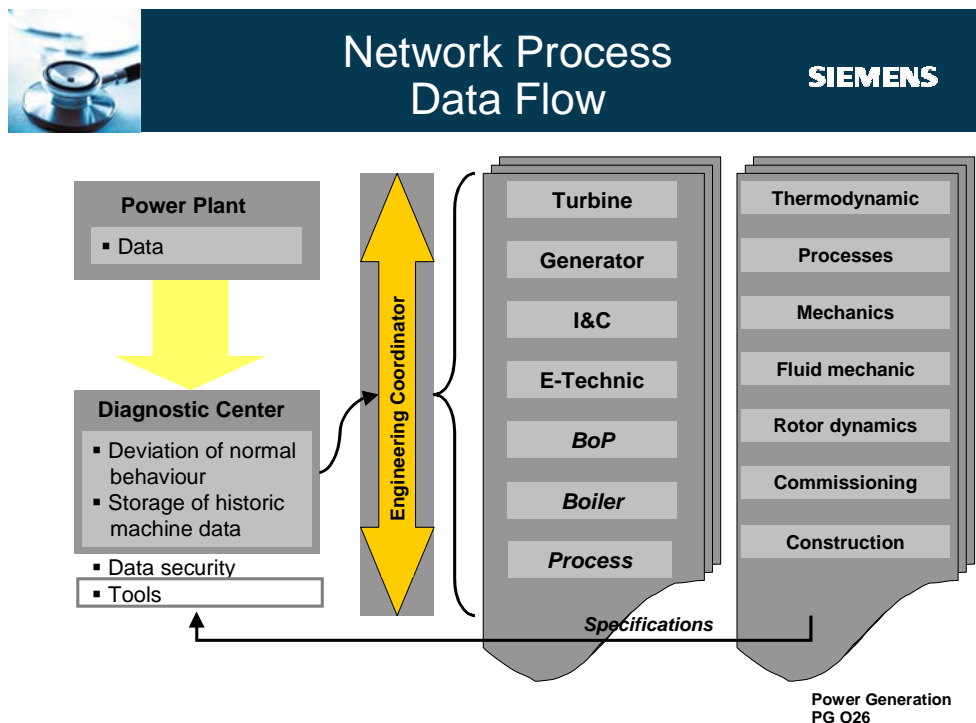 Network Process
Data Flow
SIEMENS
Power Plant
▪ Data
Diagnostic Center
▪ Deviation of normal
behaviour
▪ Storage of historic
machine data
▪ Data security
▪ Tools
Engineering Coordinator
Turbine
Generator
I&C
E-Technic
BoP
Boiler
Process
Thermodynamic
Processes
Mechanics
Fluid mechanic
Rotor dynamics
Commissioning
Construction
Specifications
Power Generation
PG O26